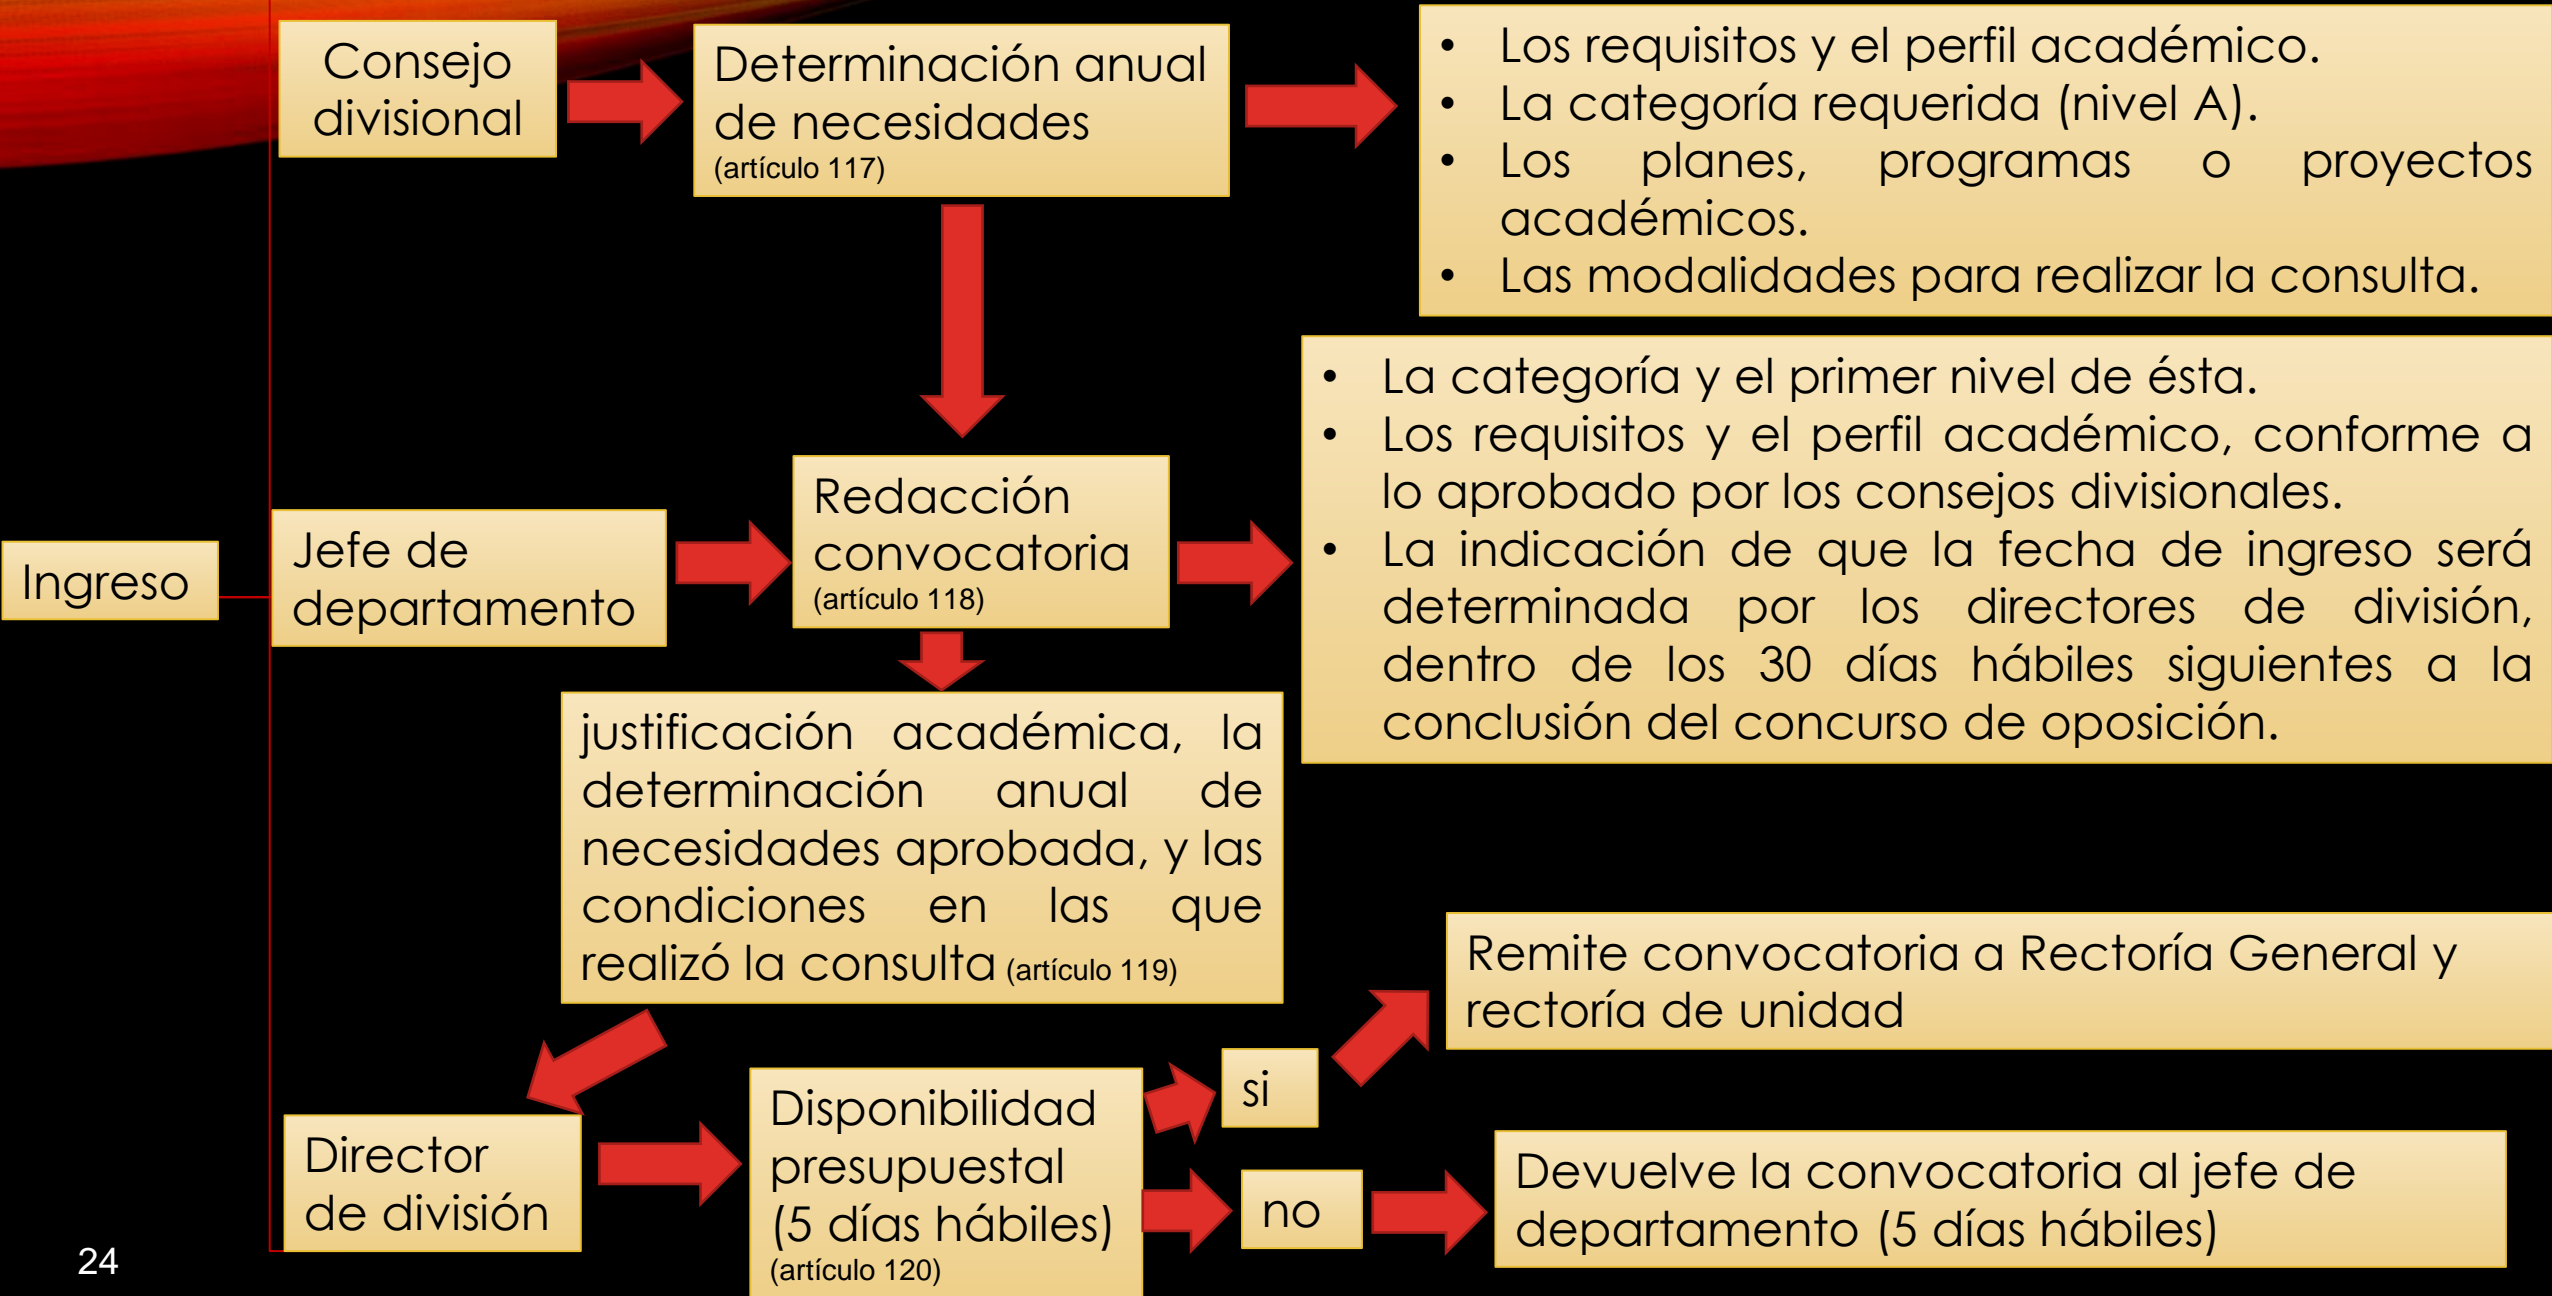 Consejo
divisional
Determinación anual
de necesidades
(artículo 117)
• Los requisitos y el perfil académico.
• La categoría requerida (nivel A).
• Los planes, programas o proyectos
académicos.
• Las modalidades para realizar la consulta.
Ingreso
Jefe de
departamento
Redacción
convocatoria
(artículo 118)
• La categoría y el primer nivel de ésta.
• Los requisitos y el perfil académico, conforme a
lo aprobado por los consejos divisionales.
• La indicación de que la fecha de ingreso será
determinada por los directores de división,
dentro de los 30 días hábiles siguientes a la
conclusión del concurso de oposición.
justificación académica, la
determinación anual de
necesidades aprobada, y las
condiciones en las que
realizó la consulta (artículo 119)
Director
de división
Disponibilidad
presupuestal
(5 días hábiles)
(artículo 120)
si
Remite convocatoria a Rectoría General y
rectoría de unidad
no
Devuelve la convocatoria al jefe de
departamento (5 días hábiles)
24